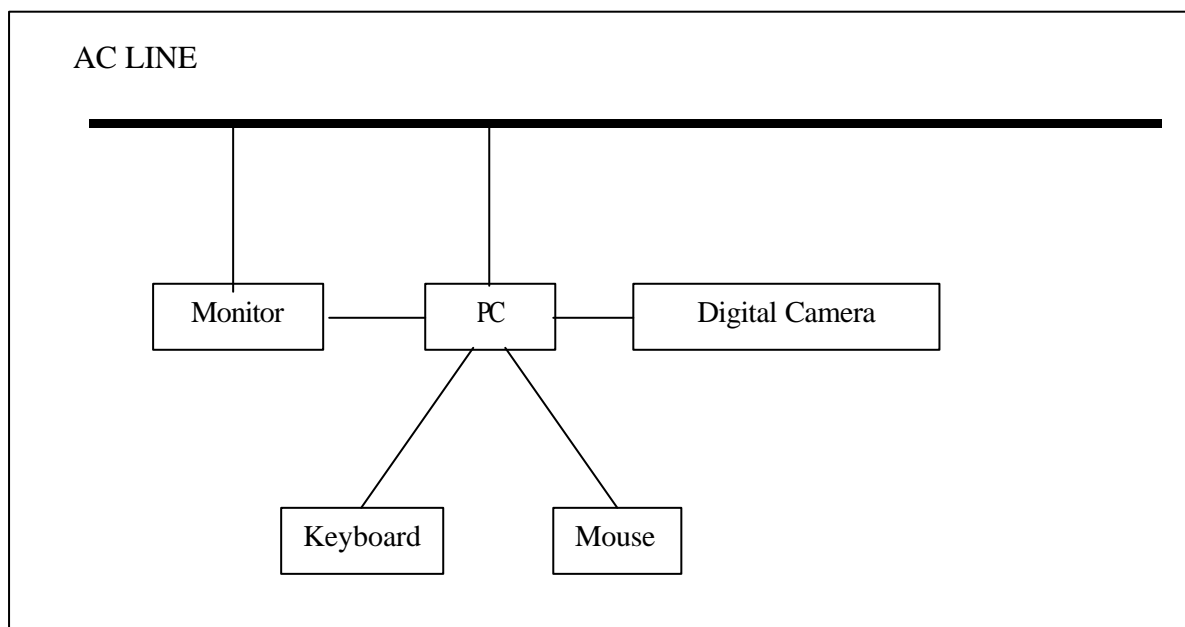 AC LINE
Monitor
PC
Digital Camera
Keyboard
Mouse